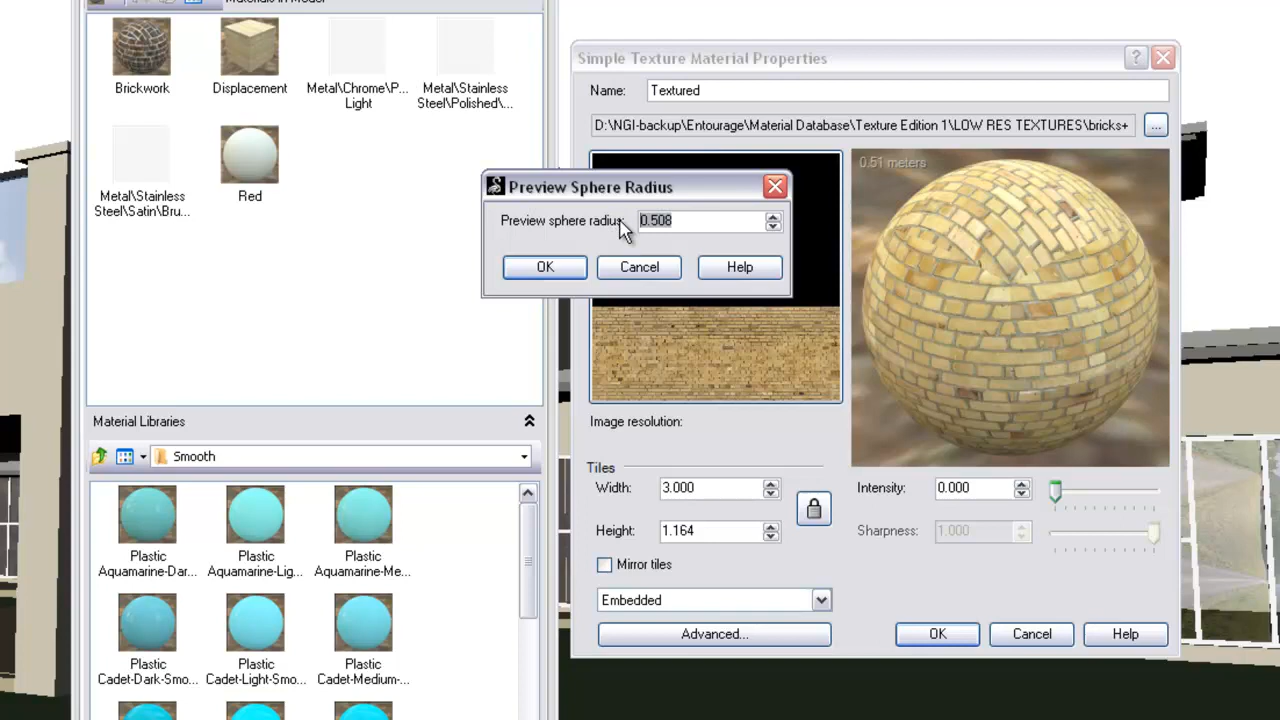 Materials in Model
Brickwork
Displacement
Metal\Chrome\P...
Light
Metal\Stainless
Steel\Polished\...
Metal\Stainless
Steel\Satin\Bru...
Red
Material Libraries
Smooth
Plastic
Aquamarine-Dar...
Plastic
Aquamarine-Lig...
Plastic
Aquamarine-Me...
Plastic
Cadet-Dark-Smo...
Plastic
Cadet-Light-Smo...
Plastic
Cadet-Medium-...
Simple Texture Material Properties
Name:
Textured
D:\NGI-backup\Entourage\Material Database\Texture Edition 1\LOW RES TEXTURES\bricks+
...
0.51 meters
Preview Sphere Radius
Preview sphere radius:
0.508
OK
Cancel
Help
Image resolution:
Tiles
Width:
3.000
Height:
1.164
Mirror tiles
Embedded
Advanced...
Intensity:
0.000
Sharpness:
1.000
OK
Cancel
Help